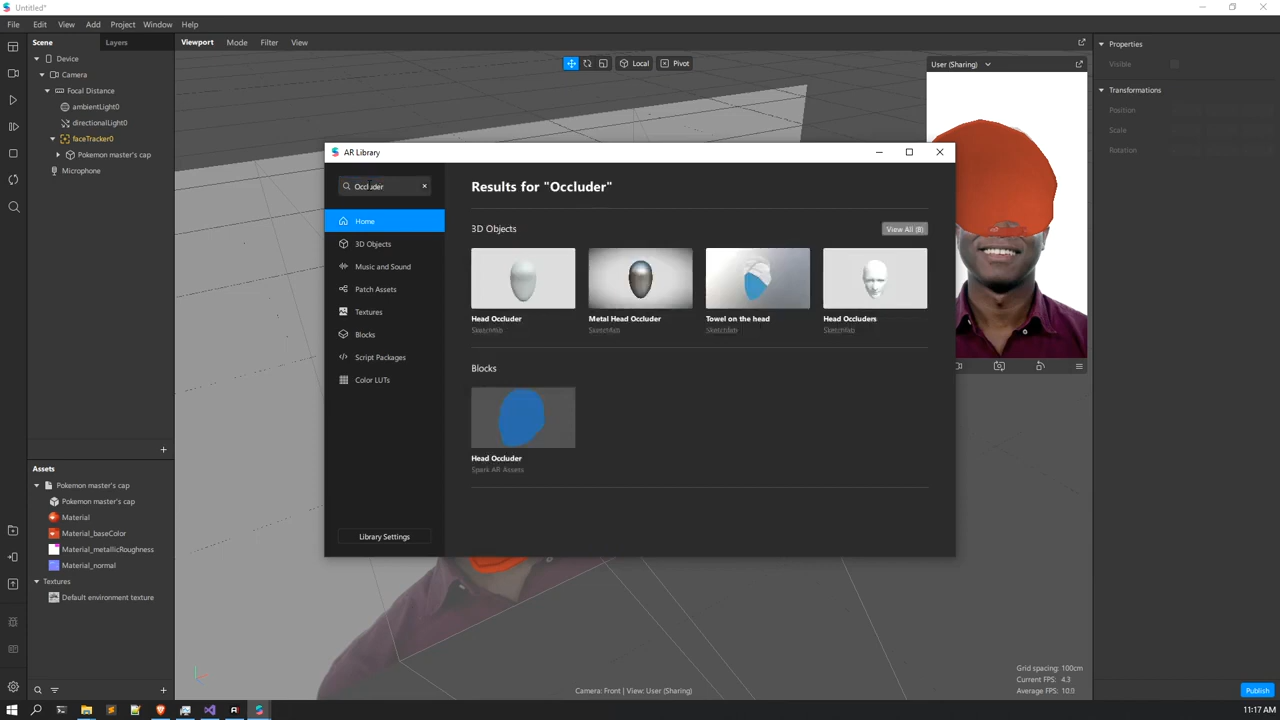 Untitled*
File Edit View Add Project Window Help
Scene Layers
Device
Camera
Focal Distance
ambientLight0
directionalLight0
faceTracker0
Pokemon master's cap
Microphone
Assets
Pokemon master's cap
Pokemon master's cap
Material
Material_baseColor
Material_metallicRoughness
Material_normal
Textures
Default environment texture
Viewport Mode Filter View
Local Pivot
User (Sharing)
AR Library
Occluder
Home
3D Objects
Music and Sound
Patch Assets
Textures
Blocks
Script Packages
Color LUTs
Library Settings
Results for "Occluder"
3D Objects View All (8)
Head Occluder Metal Head Occluder Towel on the head Head Occluders
Sketchfab Sketchfab Sketchfab Sketchfab
Blocks
Head Occluder
Spark AR Assets
Properties
Visible
Transformations
Position
Scale
Rotation
Grid spacing: 100cm
Current FPS: 4.3
Average FPS: 10.0
Camera: Front | View: User (Sharing)
Publish
11:17 AM